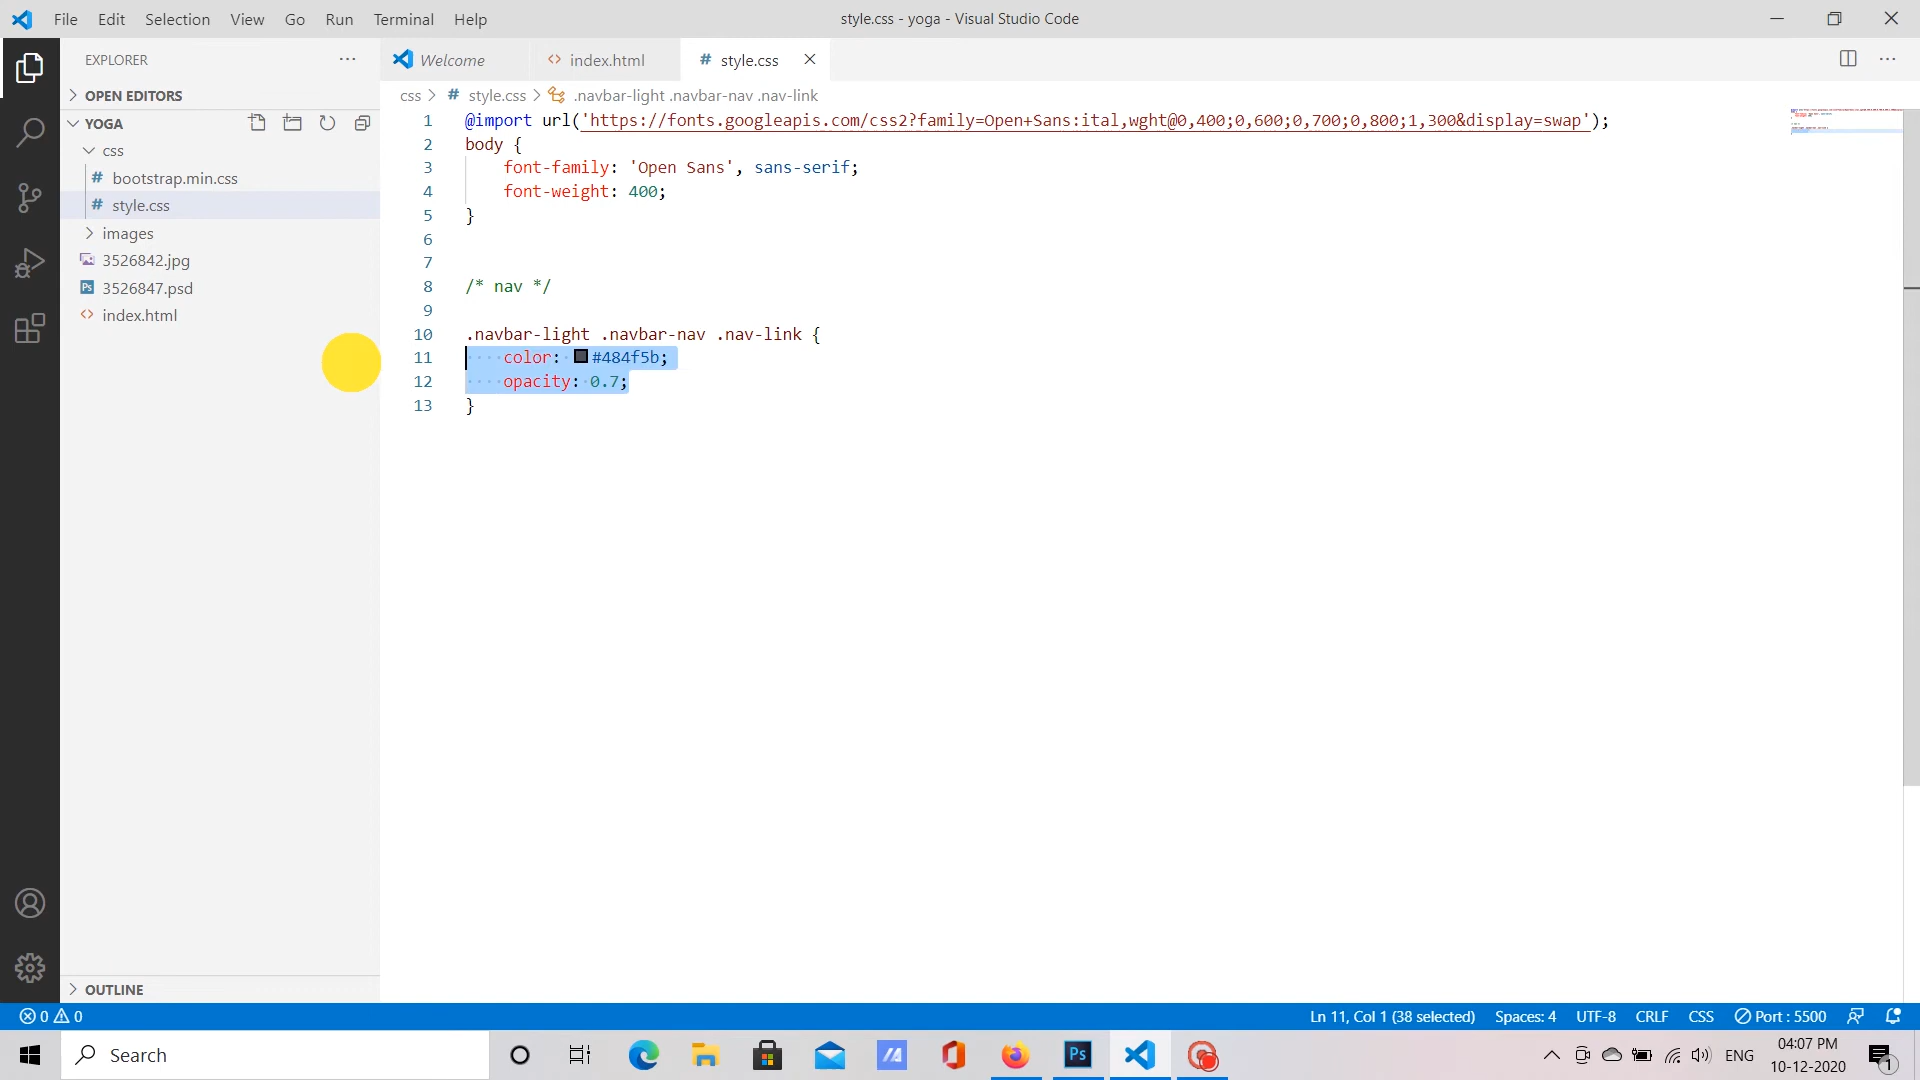 File Edit Selection View Go Run Terminal Help
style.css - yoga - Visual Studio Code
EXPLORER
OPEN EDITORS
YOGA
css
bootstrap.min.css
style.css
images
3526842.jpg
3526847.psd
index.html
OUTLINE
Welcome
index.html
style.css
css > style.css > .navbar-light .navbar-nav .nav-link
1 @import url('https://fonts.googleapis.com/css2?family=Open+Sans:ital,wght@0,400;0,600;0,700;0,800;1,300&display=swap');
2 body {
3 font-family: 'Open Sans', sans-serif;
4 font-weight: 400;
5 }
6
7
8 /* nav */
9
10 .navbar-light .navbar-nav .nav-link {
11 color: #484f5b;
12 opacity: 0.7;
13 }
0 0
Ln 11, Col 1 (38 selected) Spaces: 4 UTF-8 CRLF CSS Port : 5500
Search
Ps
ENG
04:07 PM
10-12-2020
1